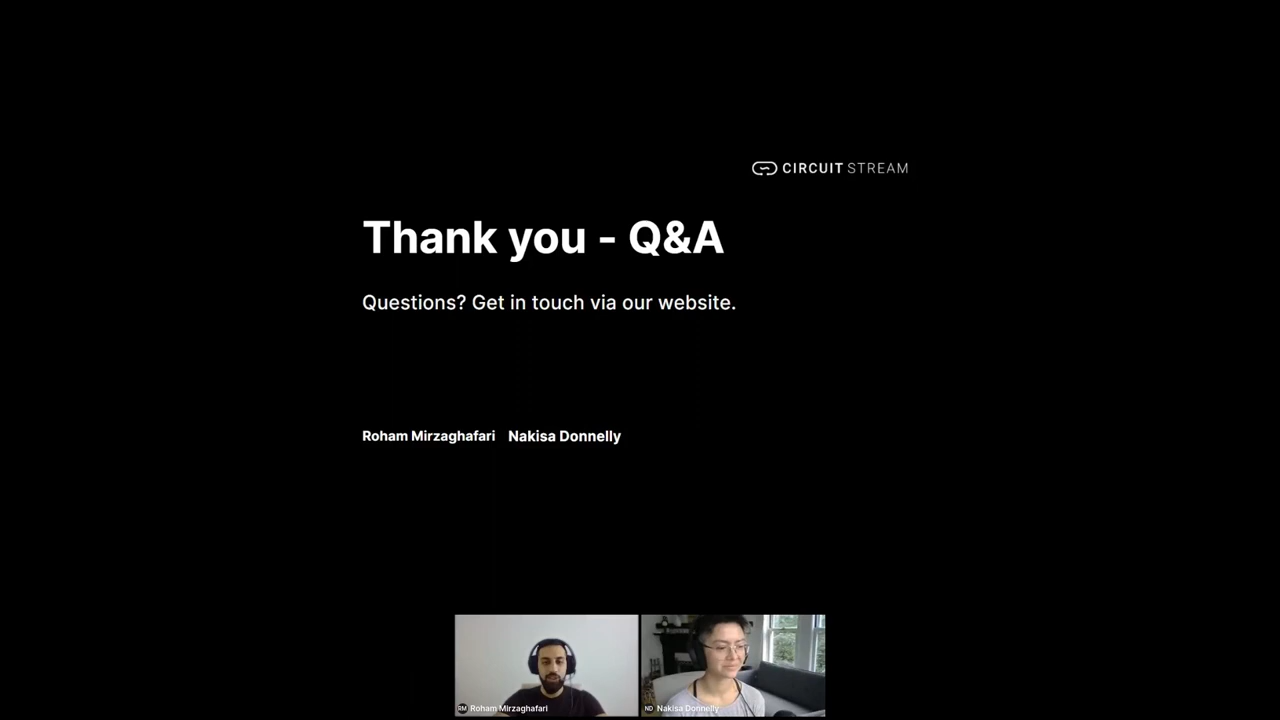 CIRCUIT STREAM
Thank you - Q&A
Questions? Get in touch via our website.
Roham Mirzaghafari Nakisa Donnelly
RM Roham Mirzaghafari
ND Nakisa Donnelly